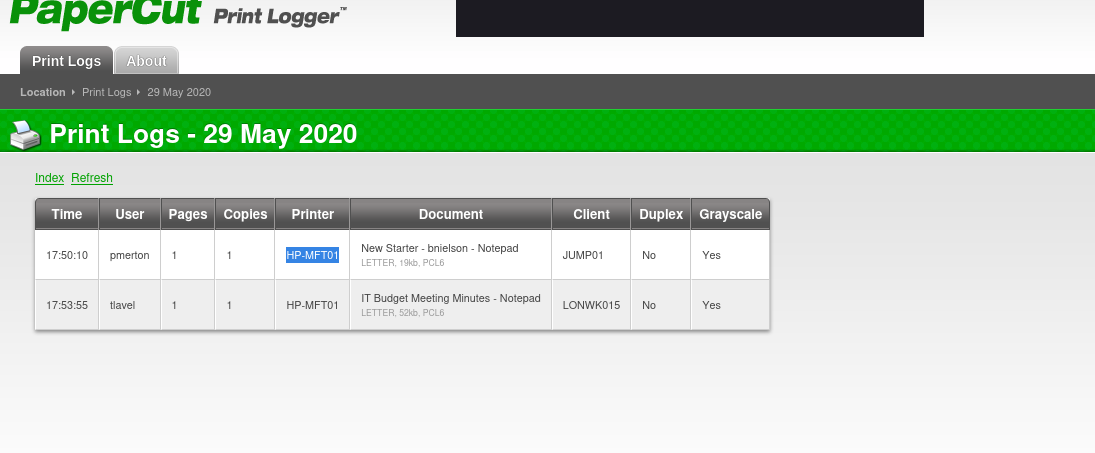 PaperCut Print Logger™
Print Logs About
Location Print Logs 29 May 2020
Print Logs - 29 May 2020
Index Refresh
Time User Pages Copies Printer Document Client Duplex Grayscale
17:50:10 pmerton 1 1 HP-MFT01 New Starter - bnielson - Notepad JUMP01 No Yes
LETTER, 19kb, PCL6
17:53:55 tlavel 1 1 HP-MFT01 IT Budget Meeting Minutes - Notepad LONWK015 No Yes
LETTER, 52kb, PCL6